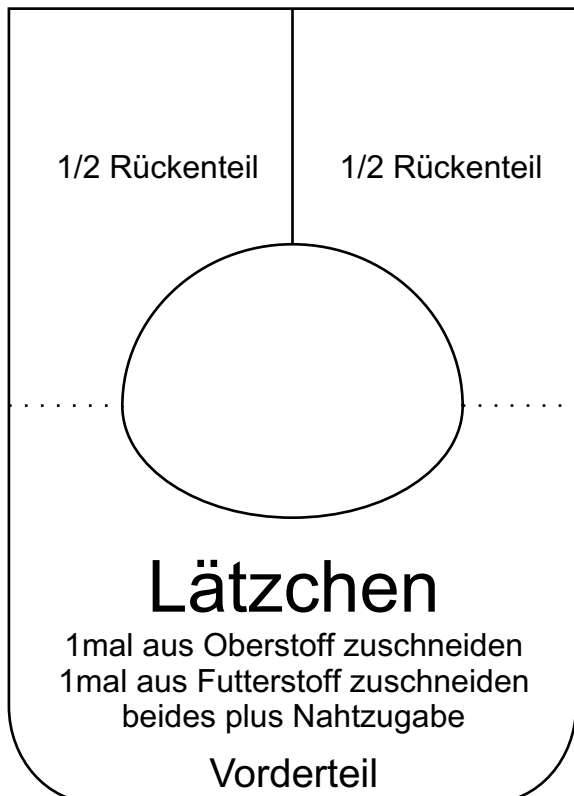 1/2 Rückenteil 1/2 Rückenteil
Lätzchen
1mal aus Oberstoff zuschneiden
1mal aus Futterstoff zuschneiden
beides plus Nahtzugabe
Vorderteil